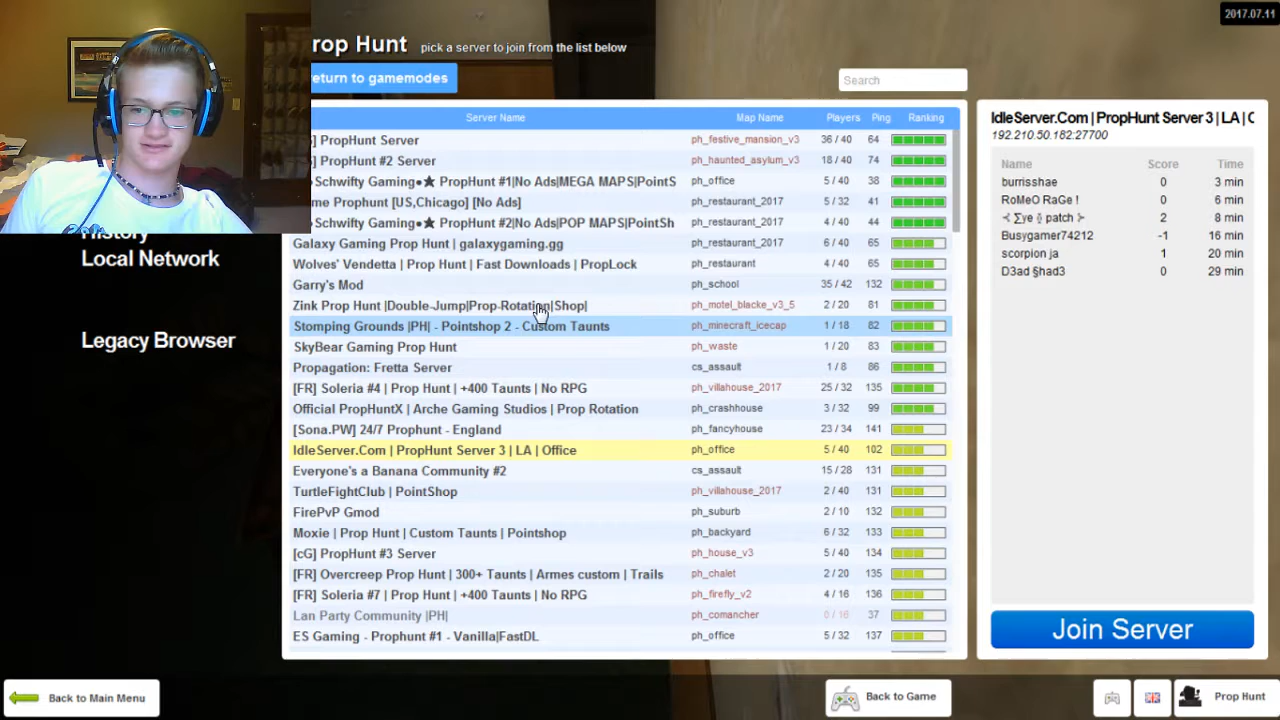 2017.07.11
rop Hunt pick a server to join from the list below
eturn to gamemodes
Search
Server Name Map Name Players Ping Ranking
] PropHunt Server ph_festive_mansion_v3 36 / 40 64
] PropHunt #2 Server ph_haunted_asylum_v3 18 / 40 74
Schwifty Gaming●★ PropHunt #1|No Ads|MEGA MAPS|PointS ph_office 5 / 40 38
me Prophunt [US,Chicago] [No Ads] ph_restaurant_2017 5 / 32 41
Schwifty Gaming●★ PropHunt #2|No Ads|POP MAPS|PointSh ph_restaurant_2017 4 / 40 44
Galaxy Gaming Prop Hunt | galaxygaming.gg ph_restaurant_2017 6 / 40 65
Wolves' Vendetta | Prop Hunt | Fast Downloads | PropLock ph_restaurant 4 / 40 65
Garry's Mod ph_school 35 / 42 132
Zink Prop Hunt |Double-Jump|Prop-Rotation|Shop| ph_motel_blacke_v3_5 2 / 20 81
Stomping Grounds |PH| - Pointshop 2 - Custom Taunts ph_minecraft_icecap 1 / 18 82
SkyBear Gaming Prop Hunt ph_waste 1 / 20 83
Propagation: Fretta Server cs_assault 1 / 8 86
[FR] Soleria #4 | Prop Hunt | +400 Taunts | No RPG ph_villahouse_2017 25 / 32 135
Official PropHuntX | Arche Gaming Studios | Prop Rotation ph_crashhouse 3 / 32 99
[Sona.PW] 24/7 Prophunt - England ph_fancyhouse 23 / 34 141
IdleServer.Com | PropHunt Server 3 | LA | Office ph_office 5 / 40 102
Everyone's a Banana Community #2 cs_assault 15 / 28 131
TurtleFightClub | PointShop ph_villahouse_2017 2 / 40 131
FirePvP Gmod ph_suburb 2 / 10 132
Moxie | Prop Hunt | Custom Taunts | Pointshop ph_backyard 6 / 32 133
[cG] PropHunt #3 Server ph_house_v3 5 / 40 134
[FR] Overcreep Prop Hunt | 300+ Taunts | Armes custom | Trails ph_chalet 2 / 20 135
[FR] Soleria #7 | Prop Hunt | +400 Taunts | No RPG ph_firefly_v2 4 / 16 136
Lan Party Community |PH| ph_comancher 0 / 16 37
ES Gaming - Prophunt #1 - Vanilla|FastDL ph_office 5 / 32 137
History
Local Network
Legacy Browser
IdleServer.Com | PropHunt Server 3 | LA | C
192.210.50.182:27700
Name Score Time
burrisshae 0 3 min
RoMeO RaGe ! 0 6 min
patch 2 8 min
Busygamer74212 -1 16 min
scorpion ja 1 20 min
D3ad §had3 0 29 min
Join Server
Back to Main Menu
Back to Game
Prop Hunt